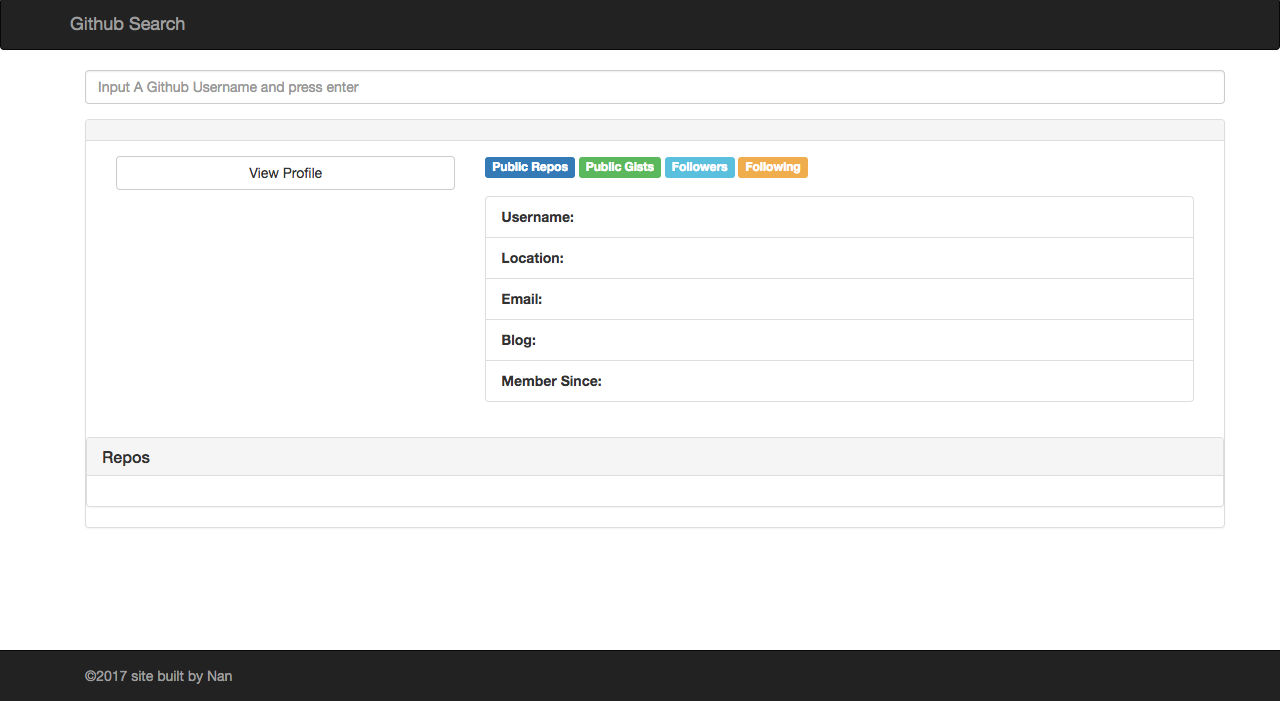 Github Search
Input A Github Username and press enter
View Profile
Public Repos Public Gists Followers Following
Username:
Location:
Email:
Blog:
Member Since:
Repos
©2017 site built by Nan